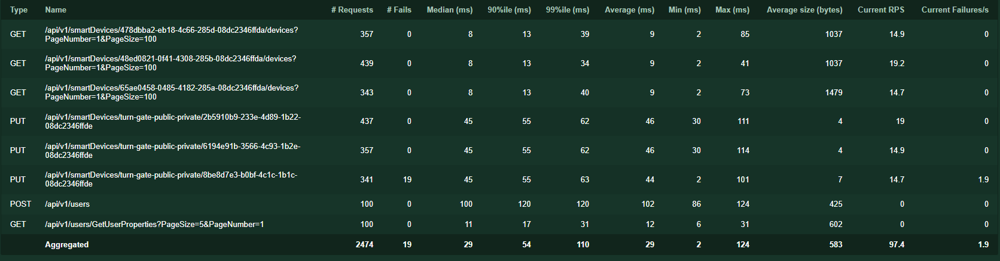 Type Name # Requests # Fails Median (ms) 90%ile (ms) 99%ile (ms) Average (ms) Min (ms) Max (ms) Average size (bytes) Current RPS Current Failures/s
GET /api/v1/smartDevices/478dbba2-eb18-4c66-285d-08dc2346ffda/devices? 357 0 8 13 39 9 2 85 1037 14.9 0
PageNumber=1&PageSize=100
GET /api/v1/smartDevices/48ed0821-0f41-4308-285b-08dc2346ffda/devices? 439 0 8 13 34 9 2 41 1037 19.2 0
PageNumber=1&PageSize=100
GET /api/v1/smartDevices/65ae0458-0485-4182-285a-08dc2346ffda/devices? 343 0 8 13 40 9 2 73 1479 14.7 0
PageNumber=1&PageSize=100
PUT /api/v1/smartDevices/turn-gate-public-private/2b5910b9-233e-4d89-1b22- 437 0 45 55 62 46 30 111 4 19 0
08dc2346ffde
PUT /api/v1/smartDevices/turn-gate-public-private/6194e91b-3566-4c93-1b2e- 357 0 45 55 62 46 30 114 4 14.9 0
08dc2346ffde
PUT /api/v1/smartDevices/turn-gate-public-private/8be8d7e3-b0bf-4c1c-1b1c- 341 19 45 55 63 44 2 101 7 14.7 1.9
08dc2346ffde
POST /api/v1/users 100 0 100 120 120 102 86 124 425 0 0
GET /api/v1/users/GetUserProperties?PageSize=5&PageNumber=1 100 0 11 17 31 12 6 31 602 0 0
Aggregated 2474 19 29 54 110 29 2 124 583 97.4 1.9